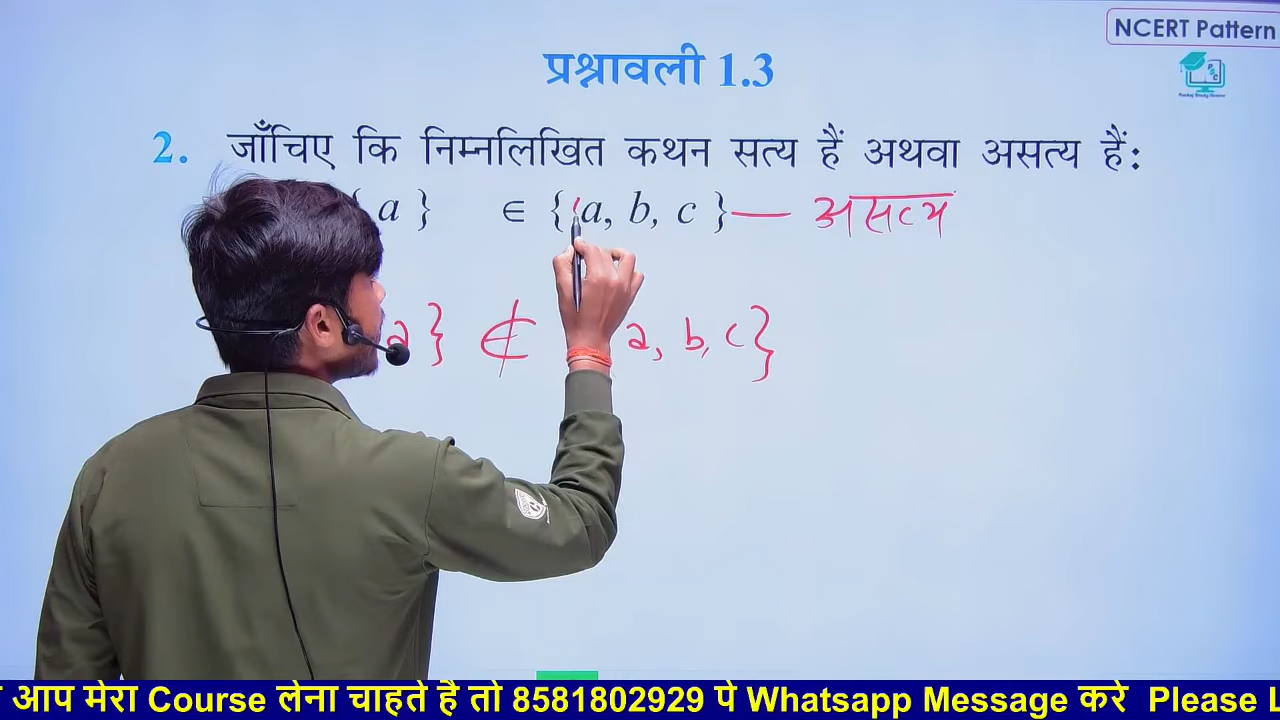 NCERT Pattern
प्रश्नावली 1.3
2. जाँचिए कि निम्नलिखित कथन सत्य हैं अथवा असत्य हैं:
{ a } ∈ { a, b, c } — असत्य
a } ∉ a, b, c }
आप मेरा Course लेना चाहते है तो 8581802929 पे Whatsapp Message करे Please